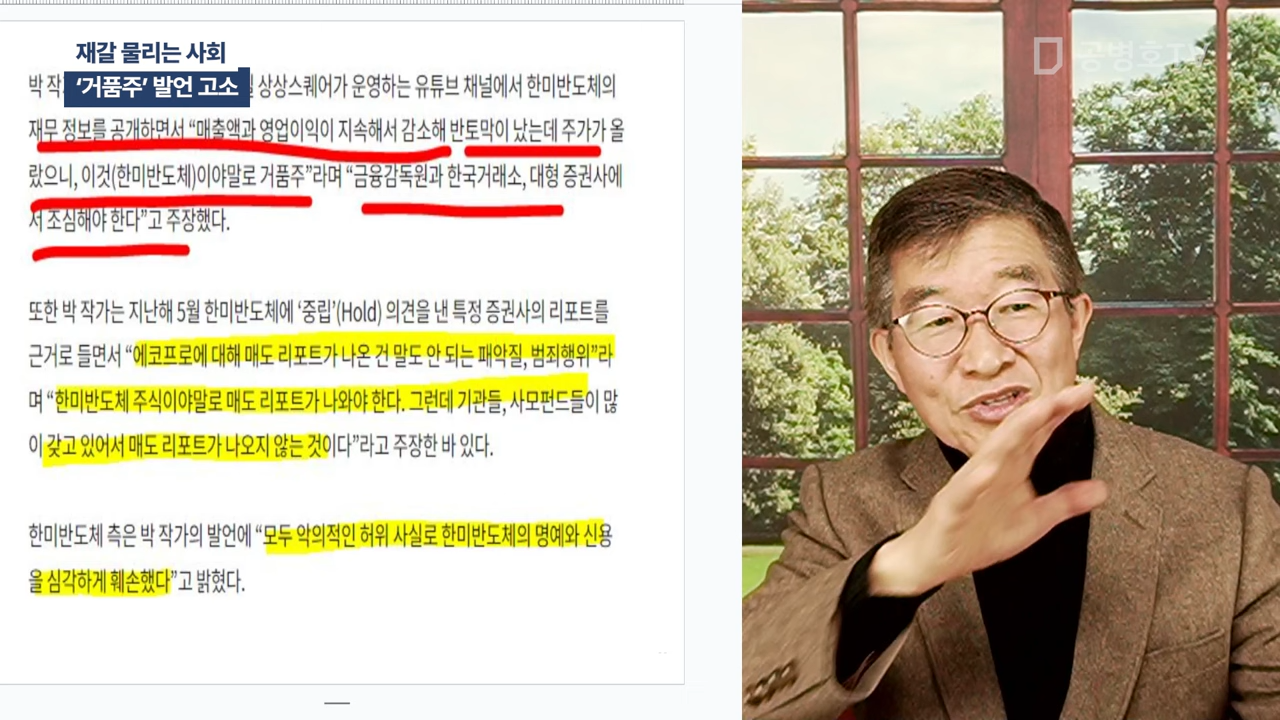 재갈 물리는 사회
‘거품주’ 발언 고소
공병호TV
박 상상스퀘어가 운영하는 유튜브 채널에서 한미반도체의
재무 정보를 공개하면서 “매출액과 영업이익이 지속해서 감소해 반토막이 났는데 주가가 올
랐으니, 이것(한미반도체)이야말로 거품주”라며 “금융감독원과 한국거래소, 대형 증권사에
서 조심해야 한다”고 주장했다.
또한 박 작가는 지난해 5월 한미반도체에 ‘중립’(Hold) 의견을 낸 특정 증권사의 리포트를
근거로 들면서 “에코프로에 대해 매도 리포트가 나온 건 말도 안 되는 패악질, 범죄행위”라
며 “한미반도체 주식이야말로 매도 리포트가 나와야 한다. 그런데 기관들, 사모펀드들이 많
이 갖고 있어서 매도 리포트가 나오지 않는 것이다”라고 주장한 바 있다.
한미반도체 측은 박 작가의 발언에 “모두 악의적인 허위 사실로 한미반도체의 명예와 신용
을 심각하게 훼손했다”고 밝혔다.